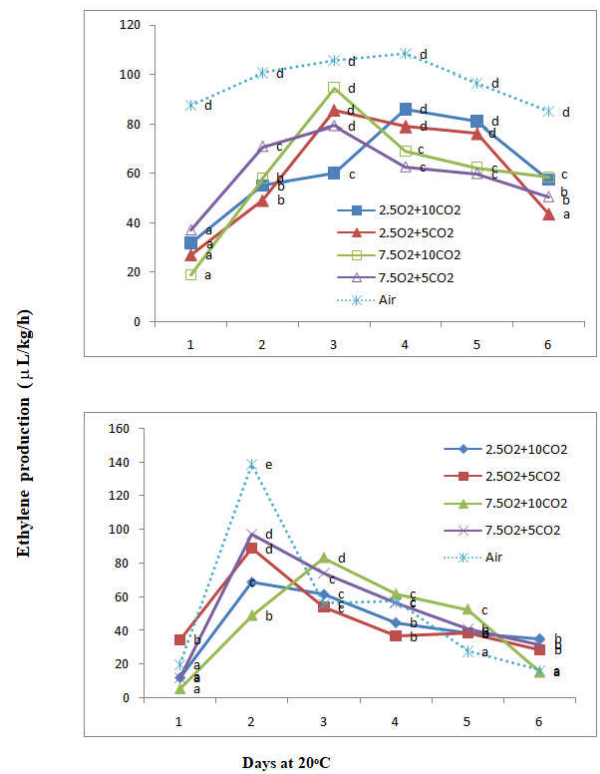 Ethylene production (µL/kg/h)
120
100
80
60
40
20
0
1 2 3 4 5 6
d d d d d d
a b c d d b
a b d d d a
a b d c c c
a c d c c b
2.5O2+10CO2
2.5O2+5CO2
7.5O2+10CO2
7.5O2+5CO2
Air
160
140
120
100
80
60
40
20
0
1 2 3 4 5 6
b a a a a
e d d c b
d c c c c
c c c b b
c b b b a
b b b a a
2.5O2+10CO2
2.5O2+5CO2
7.5O2+10CO2
7.5O2+5CO2
Air
Days at 20ºC